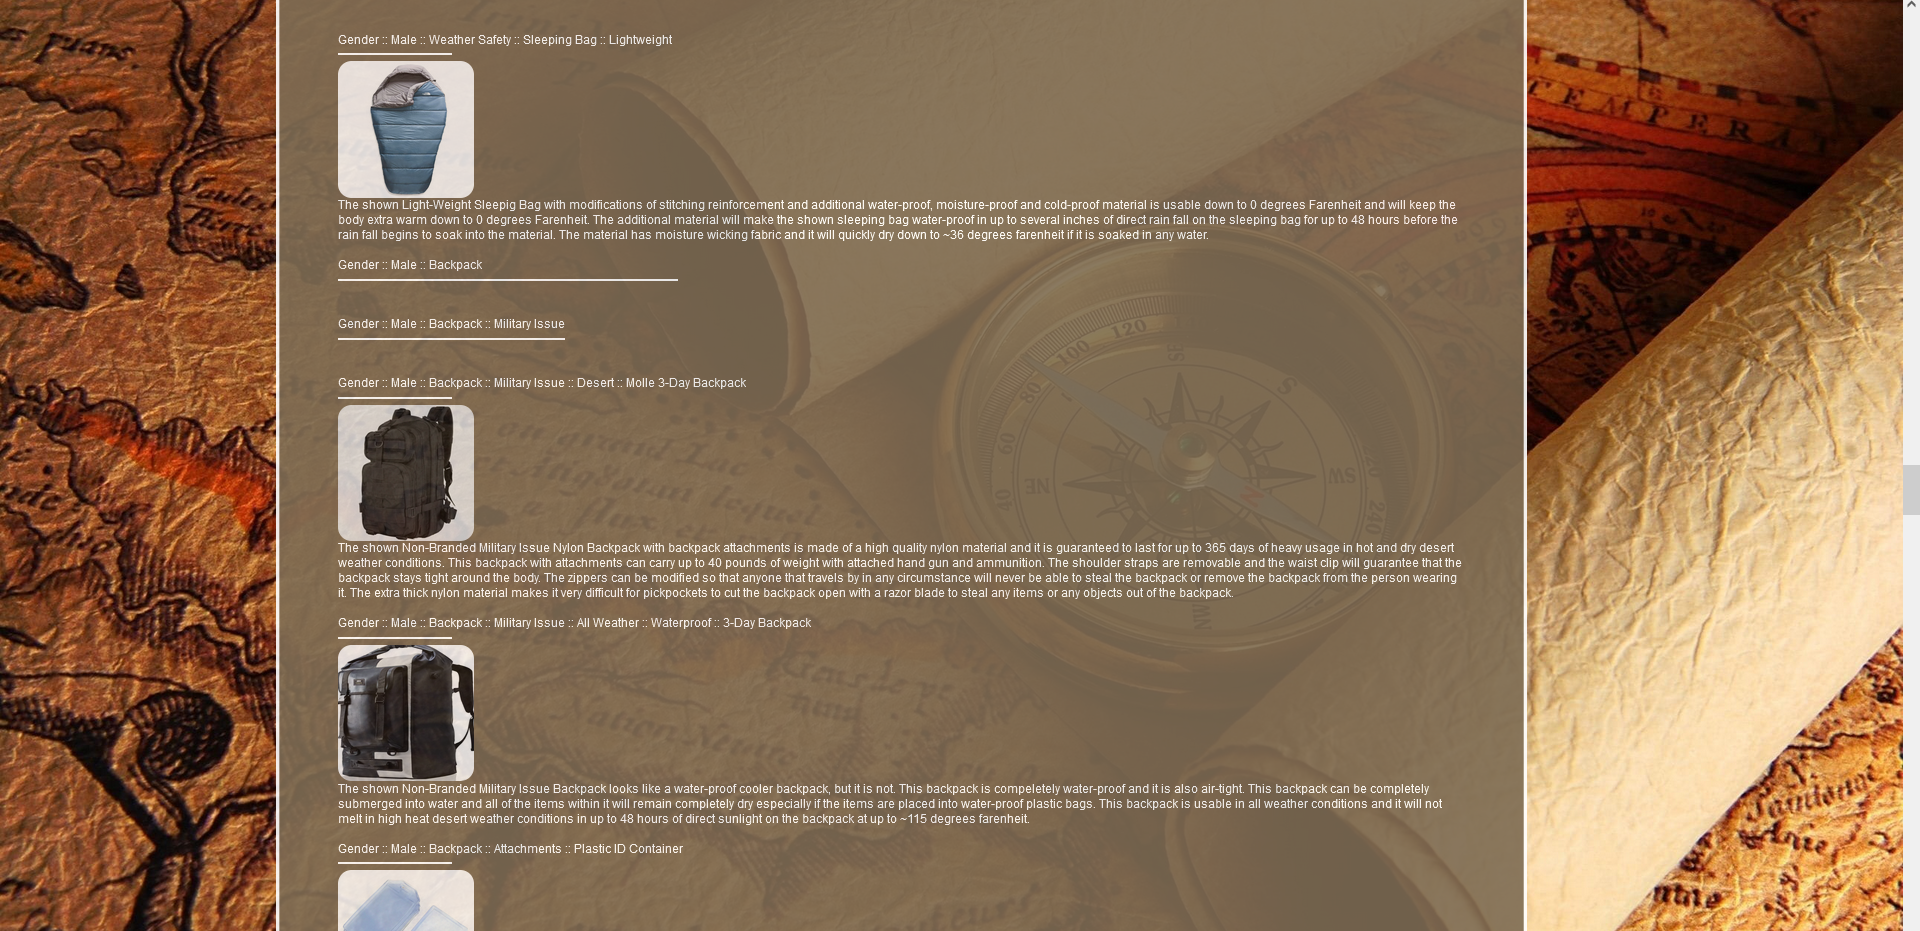 Gender :: Male :: Weather Safety :: Sleeping Bag :: Lightweight
The shown Light-Weight Sleepig Bag with modifications of stitching reinforcement and additional water-proof, moisture-proof and cold-proof material is usable down to 0 degrees Farenheit and will keep the
body extra warm down to 0 degrees Farenheit. The additional material will make the shown sleeping bag water-proof in up to several inches of direct rain fall on the sleeping bag for up to 48 hours before the
rain fall begins to soak into the material. The material has moisture wicking fabric and it will quickly dry down to ~36 degrees farenheit if it is soaked in any water.
Gender :: Male :: Backpack
Gender :: Male :: Backpack :: Military Issue
Gender :: Male :: Backpack :: Military Issue :: Desert :: Molle 3-Day Backpack
The shown Non-Branded Military Issue Nylon Backpack with backpack attachments is made of a high quality nylon material and it is guaranteed to last for up to 365 days of heavy usage in hot and dry desert
weather conditions. This backpack with attachments can carry up to 40 pounds of weight with attached hand gun and ammunition. The shoulder straps are removable and the waist clip will guarantee that the
backpack stays tight around the body. The zippers can be modified so that anyone that travels by in any circumstance will never be able to steal the backpack or remove the backpack from the person wearing
it. The extra thick nylon material makes it very difficult for pickpockets to cut the backpack open with a razor blade to steal any items or any objects out of the backpack.
Gender :: Male :: Backpack :: Military Issue :: All Weather :: Waterproof :: 3-Day Backpack
The shown Non-Branded Military Issue Backpack looks like a water-proof cooler backpack, but it is not. This backpack is compeletely water-proof and it is also air-tight. This backpack can be completely
submerged into water and all of the items within it will remain completely dry especially if the items are placed into water-proof plastic bags. This backpack is usable in all weather conditions and it will not
melt in high heat desert weather conditions in up to 48 hours of direct sunlight on the backpack at up to ~115 degrees farenheit.
Gender :: Male :: Backpack :: Attachments :: Plastic ID Container
TEMPERA
120
100
80
60
40
SE
S
SW
NE
NW
240